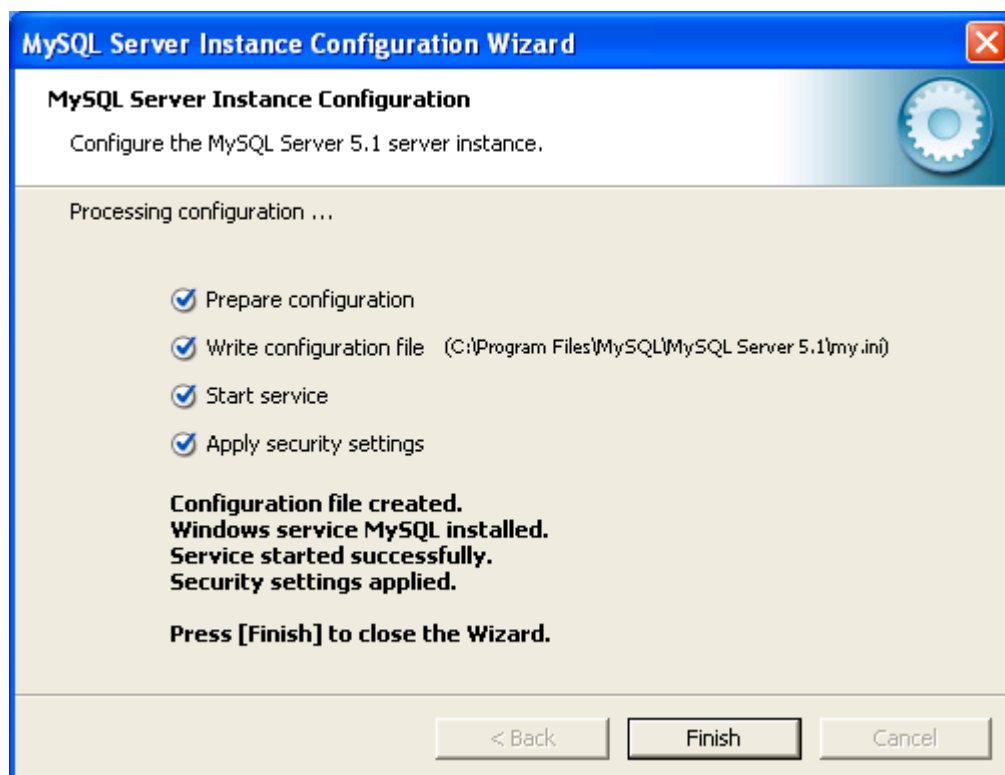 MySQL Server Instance Configuration Wizard
MySQL Server Instance Configuration
Configure the MySQL Server 5.1 server instance.
Processing configuration ...
Prepare configuration
Write configuration file (C:\Program Files\MySQL\MySQL Server 5.1\my.ini)
Start service
Apply security settings
Configuration file created.
Windows service MySQL installed.
Service started successfully.
Security settings applied.
Press [Finish] to close the Wizard.
< Back Finish Cancel